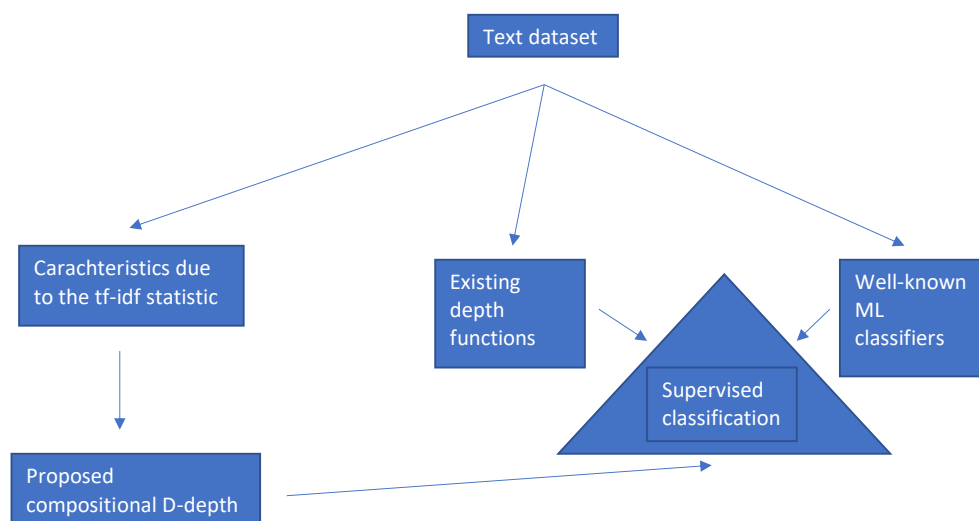 Text dataset
Carachteristics due
to the tf-idf statistic
Existing
depth
functions
Well-known
ML
classifiers
Supervised
classification
Proposed
compositional D-depth